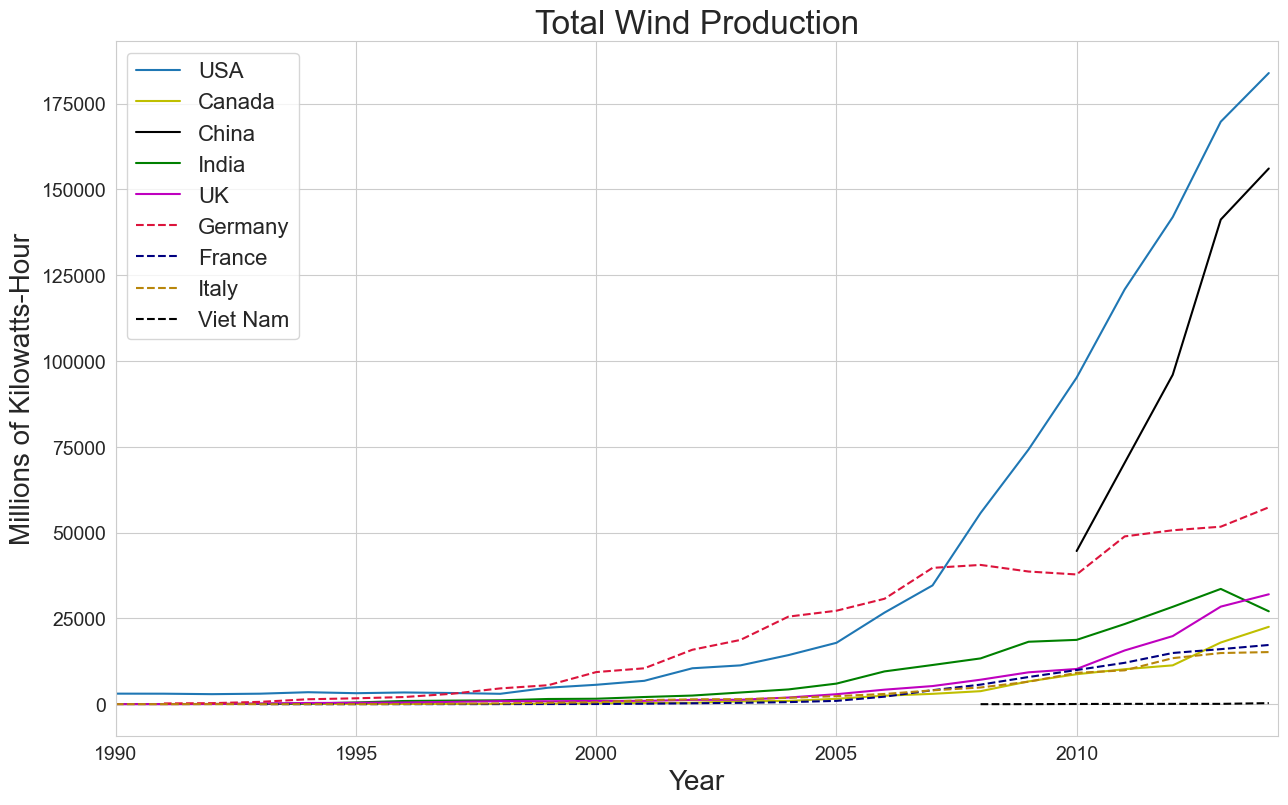 Total Wind Production
USA
Canada
China
India
UK
Germany
France
Italy
Viet Nam
Millions of Kilowatts-Hour
175000
150000
125000
100000
75000
50000
25000
0
1990
1995
2000
2005
2010
Year